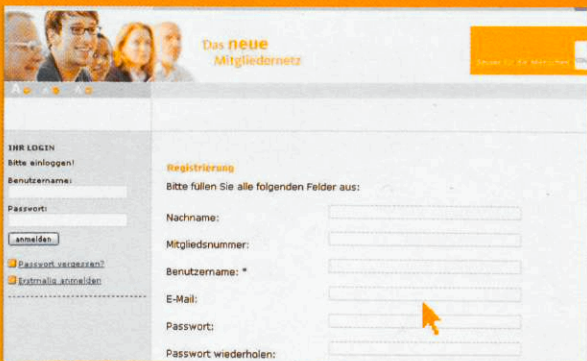 Das neue
Mitgliedernetz
A A A
IHR LOGIN
Bitte einloggen!
Benutzername:
Passwort:
anmelden
Passwort vergessen?
Erstmalig anmelden
Registrierung
Bitte füllen Sie alle folgenden Felder aus:
Nachname:
Mitgliedsnummer:
Benutzername: *
E-Mail:
Passwort:
Passwort wiederholen: